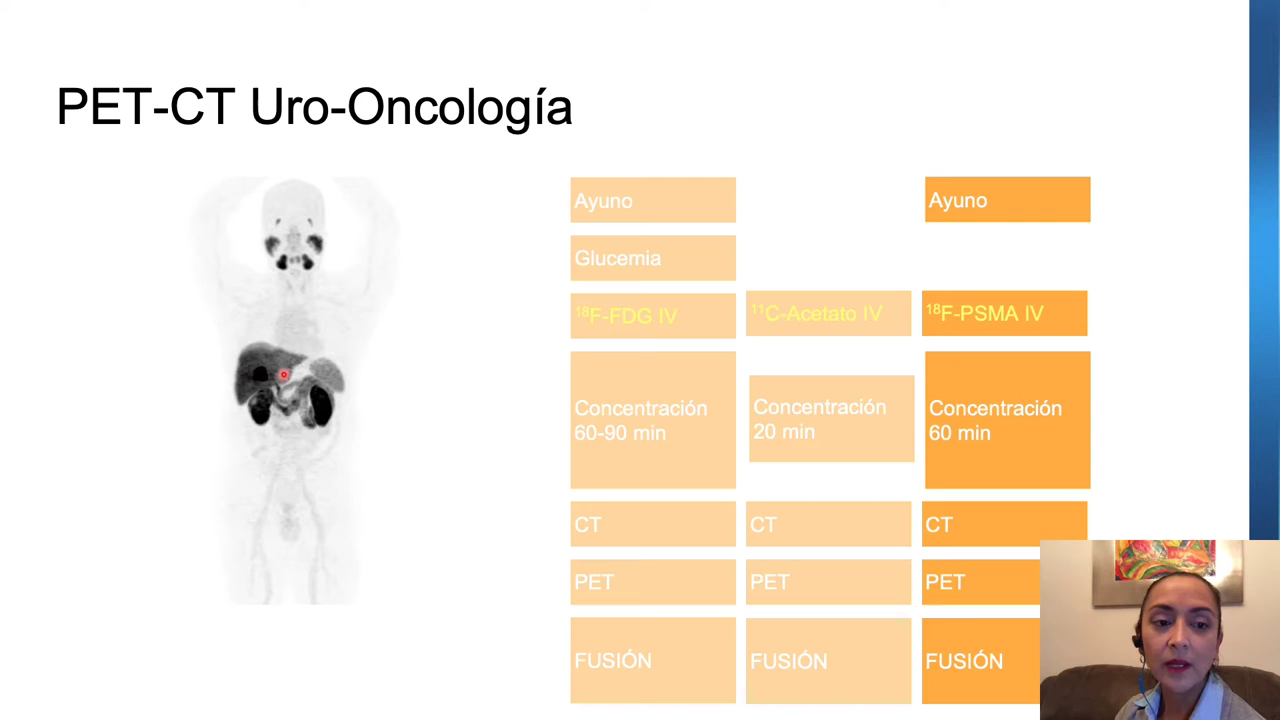 PET-CT Uro-Oncología
Ayuno
Ayuno
Glucemia
¹⁸F-FDG IV
¹¹C-Acetato IV
¹⁸F-PSMA IV
Concentración
60-90 min
Concentración
20 min
Concentración
60 min
CT
CT
CT
PET
PET
PET
FUSIÓN
FUSIÓN
FUSIÓN